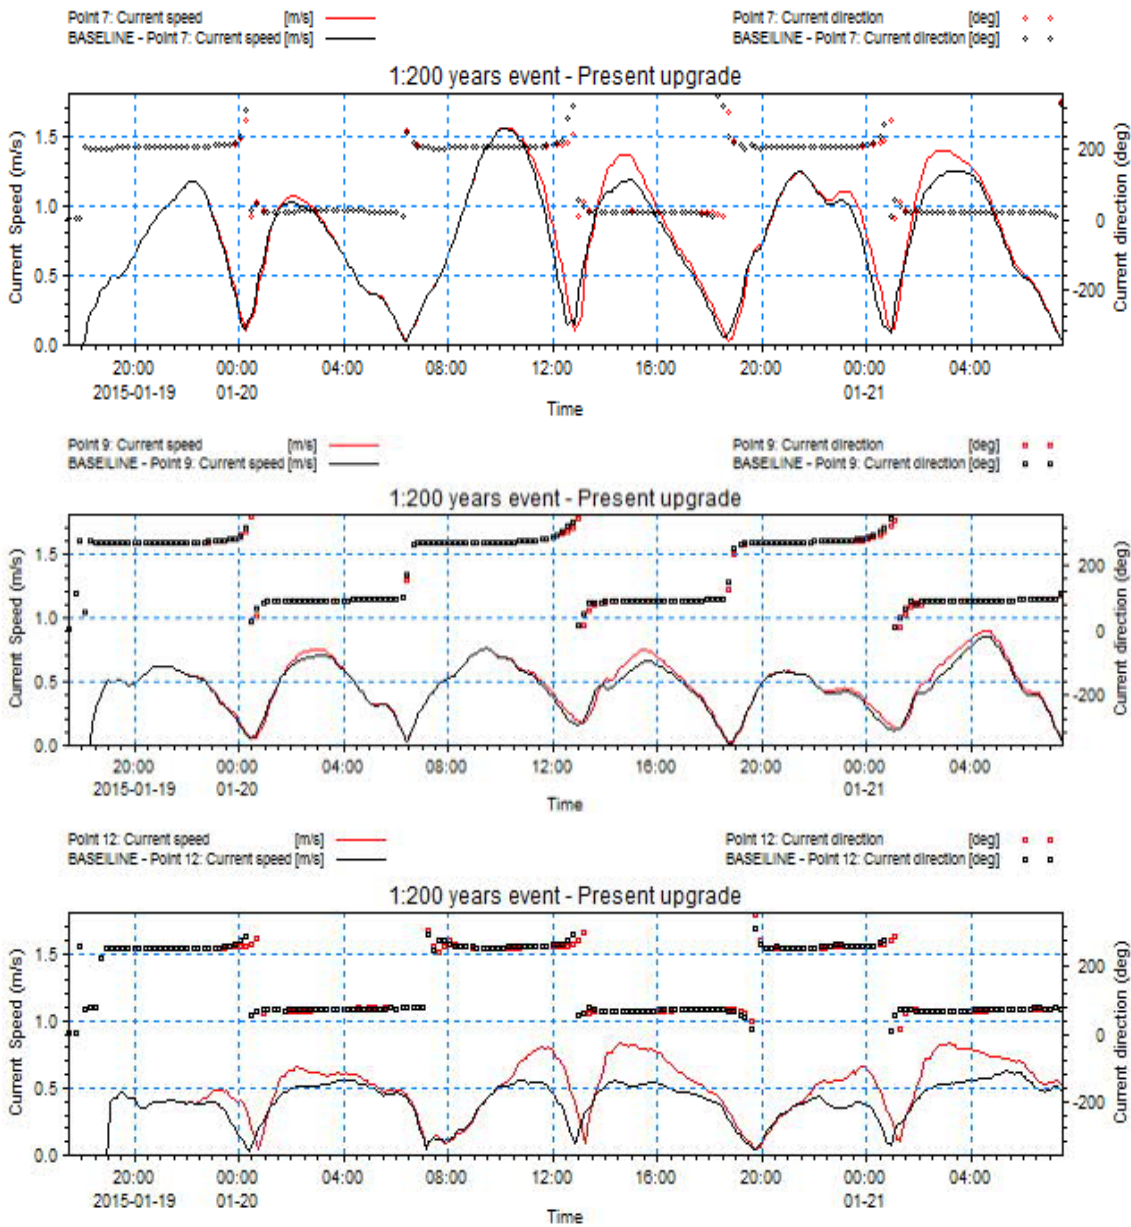 Point 7: Current speed [m/s] Point 7: Current direction [deg]
BASEILINE - Point 7: Current speed [m/s] BASEILINE - Point 7: Current direction [deg]
1:200 years event - Present upgrade
Current Speed (m/s)
1.5
1.0
0.5
0.0
200
0
-200
Current direction (deg)
20:00 00:00 04:00 08:00 12:00 16:00 20:00 00:00 04:00
2015-01-19 01-20 01-21
Time
Point 9: Current speed [m/s] Point 9: Current direction [deg]
BASEILINE - Point 9: Current speed [m/s] BASEILINE - Point 9: Current direction [deg]
1:200 years event - Present upgrade
Current Speed (m/s)
1.5
1.0
0.5
0.0
200
0
-200
Current direction (deg)
20:00 00:00 04:00 08:00 12:00 16:00 20:00 00:00 04:00
2015-01-19 01-20 01-21
Time
Point 12: Current speed [m/s] Point 12: Current direction [deg]
BASEILINE - Point 12: Current speed [m/s] BASEILINE - Point 12: Current direction [deg]
1:200 years event - Present upgrade
Current Speed (m/s)
1.5
1.0
0.5
0.0
200
0
-200
Current direction (deg)
20:00 00:00 04:00 08:00 12:00 16:00 20:00 00:00 04:00
2015-01-19 01-20 01-21
Time